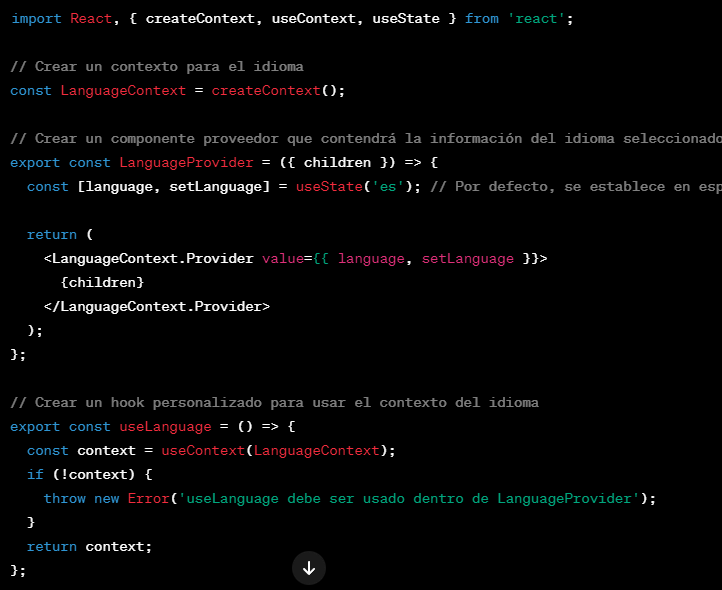 import React, { createContext, useContext, useState } from 'react';
// Crear un contexto para el idioma
const LanguageContext = createContext();
// Crear un componente proveedor que contendrá la información del idioma seleccionado
export const LanguageProvider = ({ children }) => {
const [language, setLanguage] = useState('es'); // Por defecto, se establece en esp
return (
<LanguageContext.Provider value={{ language, setLanguage }}>
{children}
</LanguageContext.Provider>
);
};
// Crear un hook personalizado para usar el contexto del idioma
export const useLanguage = () => {
const context = useContext(LanguageContext);
if (!context) {
throw new Error('useLanguage debe ser usado dentro de LanguageProvider');
}
return context;
};